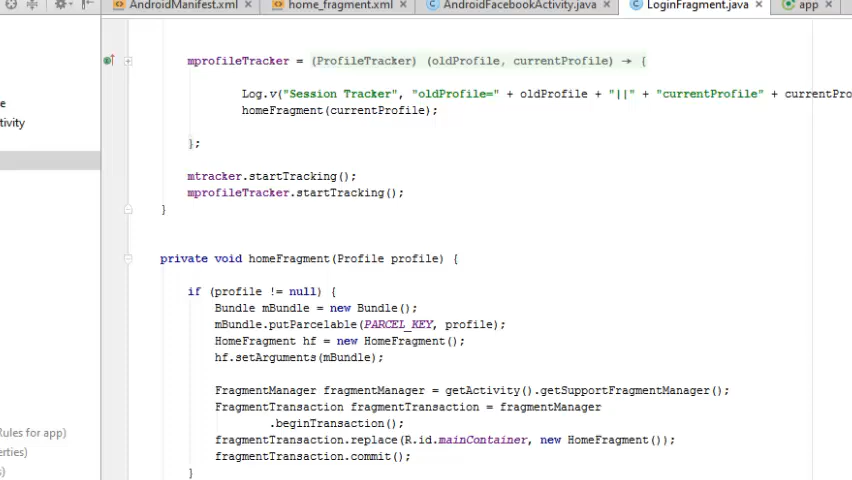 AndroidManifest.xml home_fragment.xml AndroidFacebookActivity.java LoginFragment.java app
mprofileTracker = (ProfileTracker) (oldProfile, currentProfile) → {
e
Log.v("Session Tracker", "oldProfile=" + oldProfile + "||" + "currentProfile" + currentPro
homeFragment(currentProfile);
tivity
};
mtracker.startTracking();
mprofileTracker.startTracking();
}
private void homeFragment(Profile profile) {
if (profile != null) {
Bundle mBundle = new Bundle();
mBundle.putParcelable(PARCEL_KEY, profile);
HomeFragment hf = new HomeFragment();
hf.setArguments(mBundle);
FragmentManager fragmentManager = getActivity().getSupportFragmentManager();
FragmentTransaction fragmentTransaction = fragmentManager
.beginTransaction();
Rules for app)
fragmentTransaction.replace(R.id.mainContainer, new HomeFragment());
erties)
fragmentTransaction.commit();
s)
}